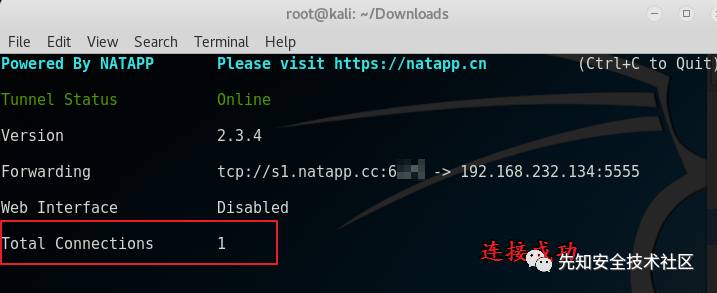 root@kali: ~/Downloads
File Edit View Search Terminal Help
Powered By NATAPP Please visit https://natapp.cn (Ctrl+C to Quit)
Tunnel Status Online
Version 2.3.4
Forwarding tcp://s1.natapp.cc:6 -> 192.168.232.134:5555
Web Interface Disabled
Total Connections 1
连接成功
先知安全技术社区